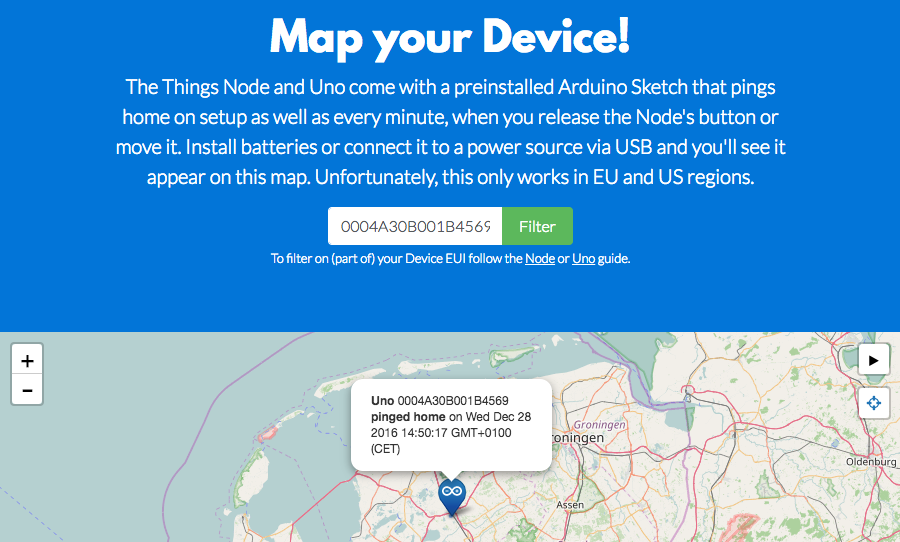 Map your Device!
The Things Node and Uno come with a preinstalled Arduino Sketch that pings
home on setup as well as every minute, when you release the Node's button or
move it. Install batteries or connect it to a power source via USB and you'll see it
appear on this map. Unfortunately, this only works in EU and US regions.
0004A30B001B4569 Filter
To filter on (part of) your Device EUI follow the Node or Uno guide.
+
−
Uno 0004A30B001B4569
pinged home on Wed Dec 28
2016 14:50:17 GMT+0100
(CET)
Groningen
roningen
Oldenburg
Assen